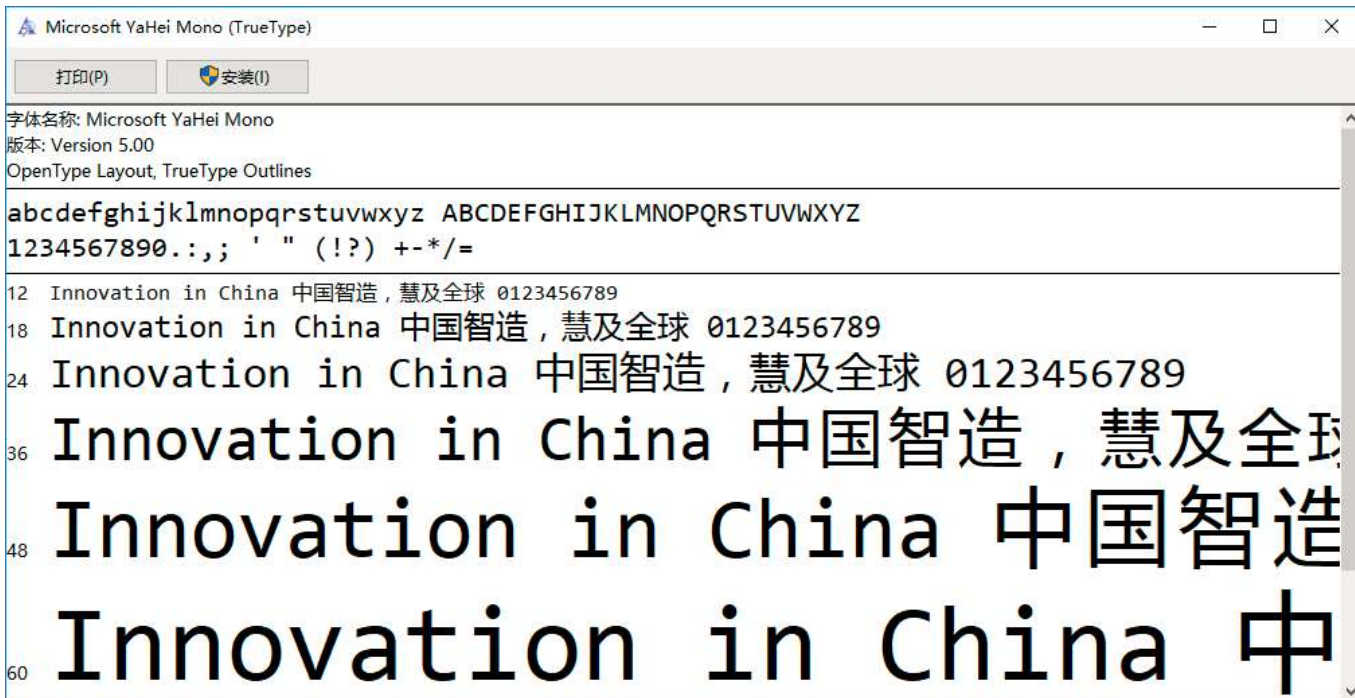 Microsoft YaHei Mono (TrueType)
打印(P) 安装(I)
字体名称: Microsoft YaHei Mono
版本: Version 5.00
OpenType Layout, TrueType Outlines
abcdefghijklmnopqrstuvwxyz ABCDEFGHIJKLMNOPQRSTUVWXYZ
1234567890.:,; ' " (!?) +-*/=
12 Innovation in China 中国智造，慧及全球 0123456789
18 Innovation in China 中国智造，慧及全球 0123456789
24 Innovation in China 中国智造，慧及全球 0123456789
36 Innovation in China 中国智造，慧及全球
48 Innovation in China 中国智造
60 Innovation in China 中